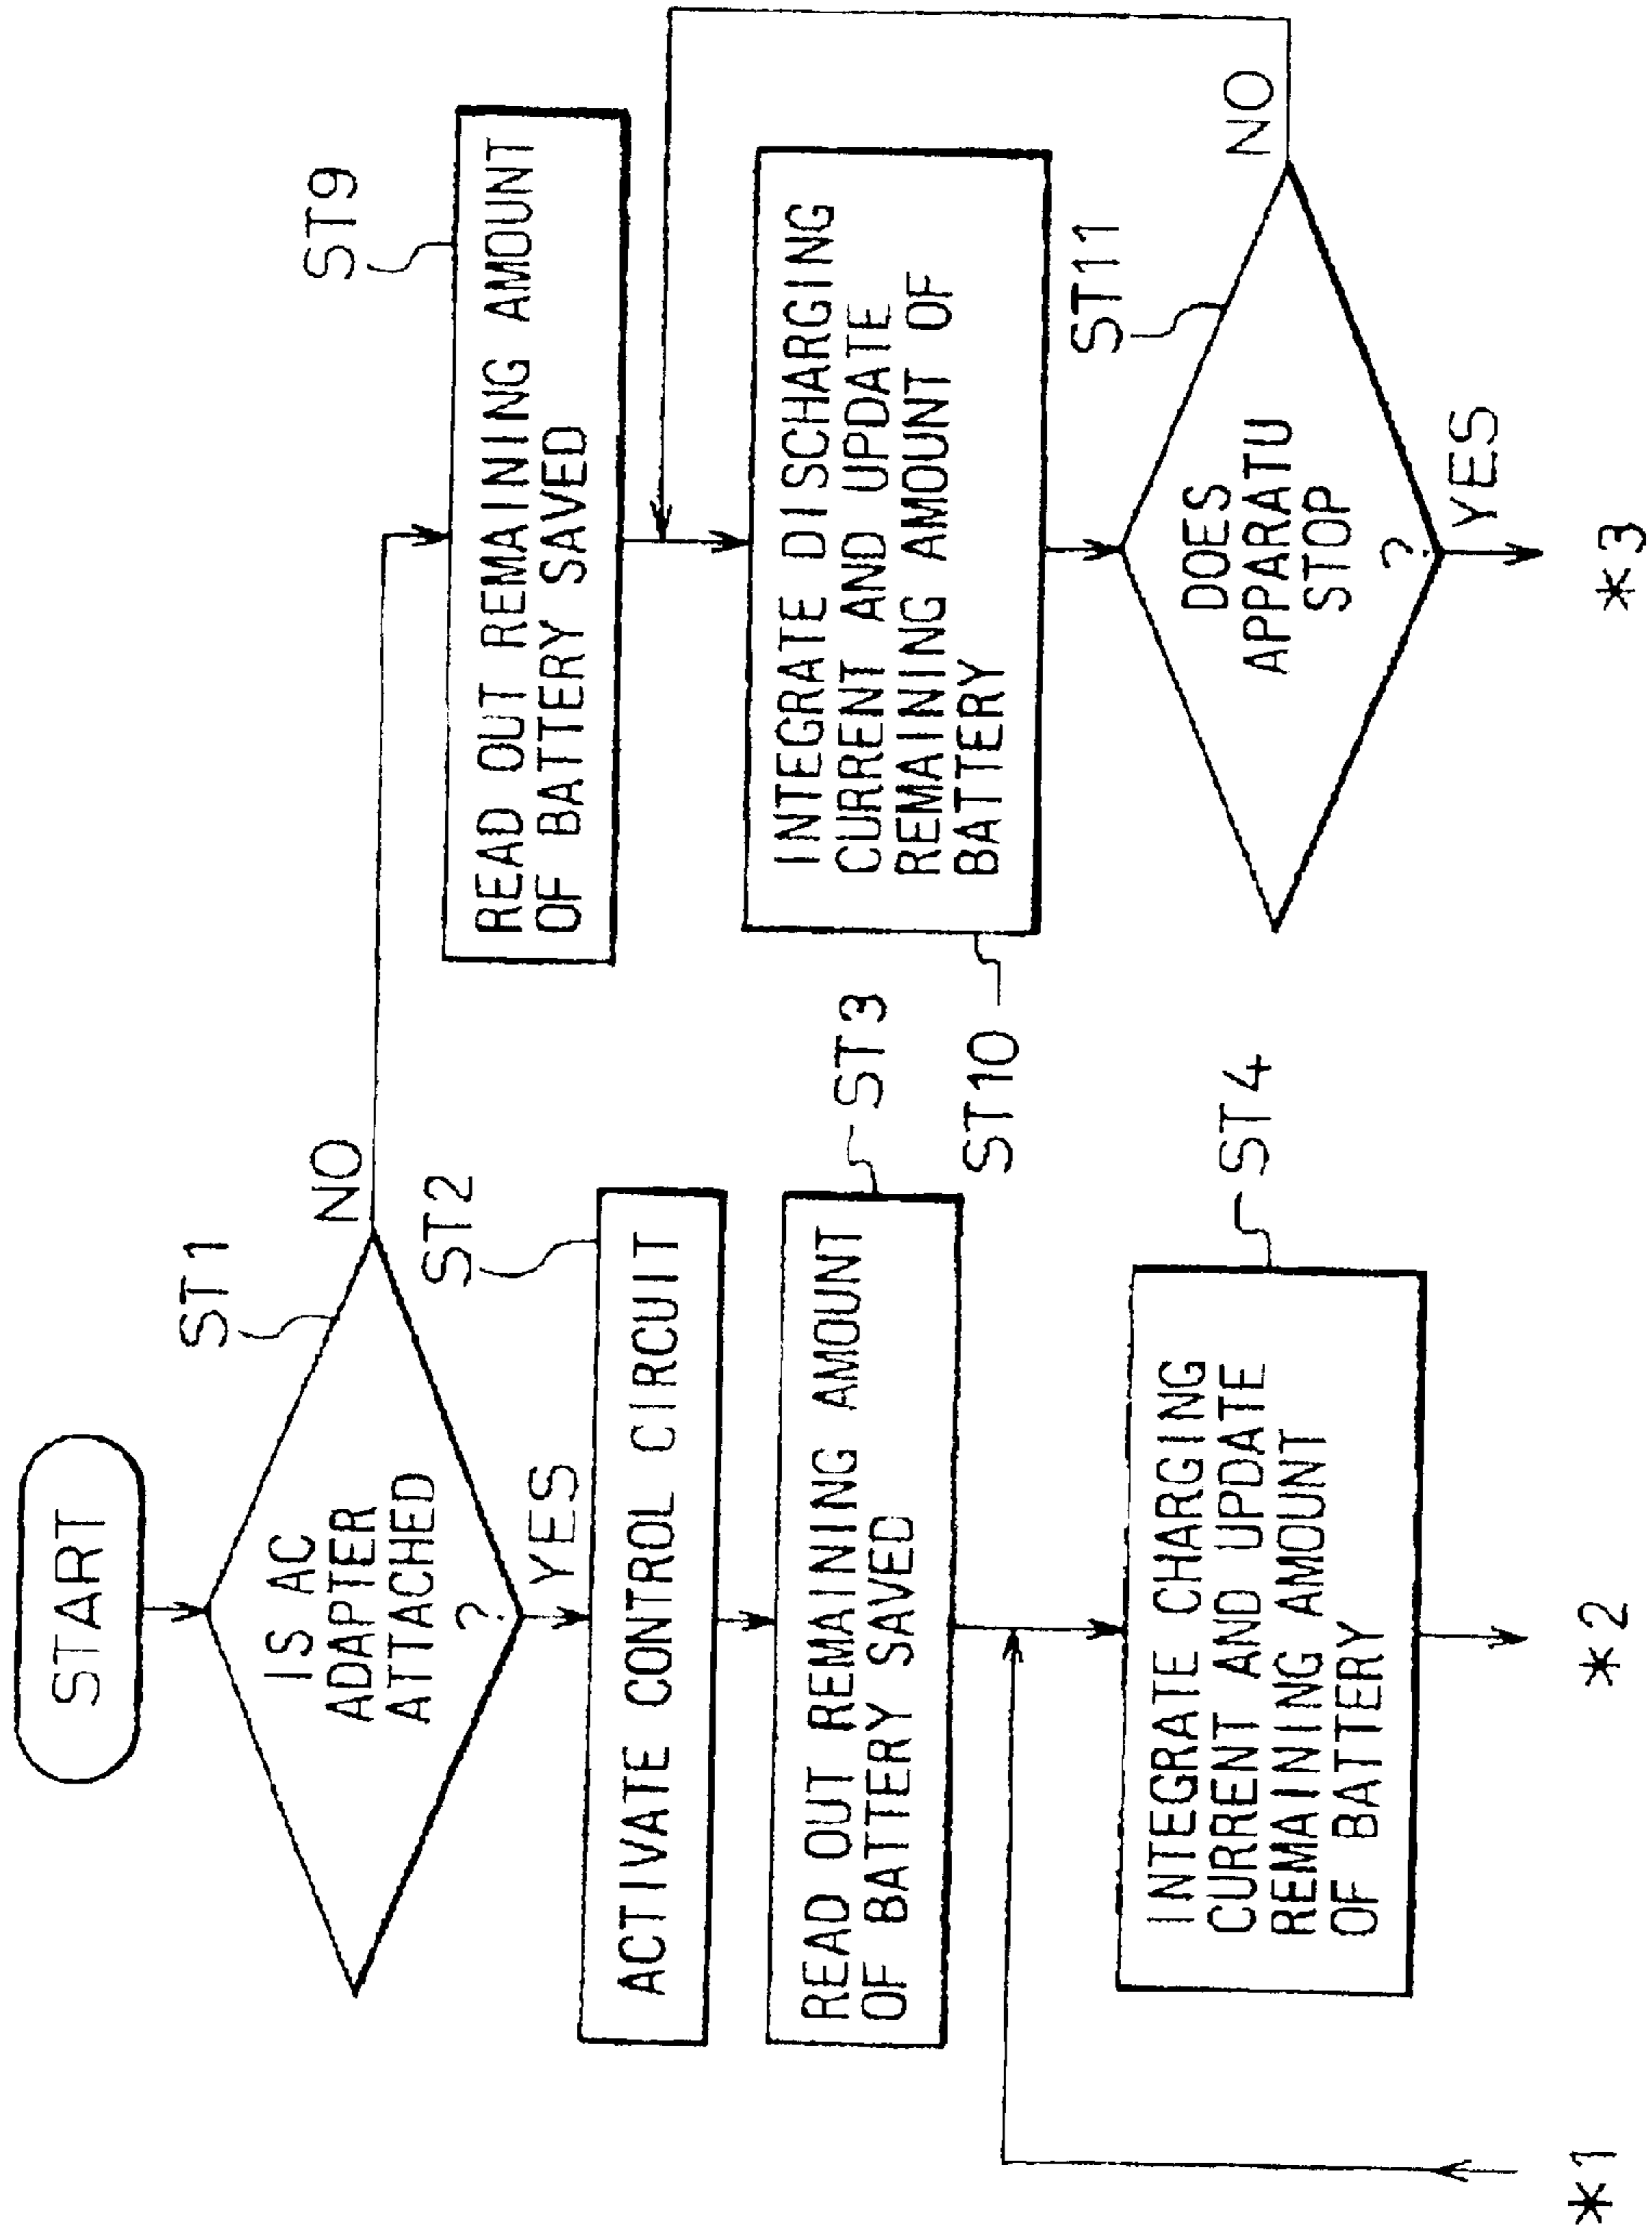 START
ST1
IS AC
ADAPTER
ATTACHED
?
NO
YES
ST2
ACTIVATE CONTROL CIRCUIT
ST3
READ OUT REMAINING AMOUNT
OF BATTERY SAVED
ST4
INTEGRATE CHARGING
CURRENT AND UPDATE
REMAINING AMOUNT
OF BATTERY
*1
*2
ST9
READ OUT REMAINING AMOUNT
OF BATTERY SAVED
ST10
INTEGRATE DISCHARGING
CURRENT AND UPDATE
REMAINING AMOUNT OF
BATTERY
ST11
DOES
APPARATU
STOP
?
NO
YES
*3